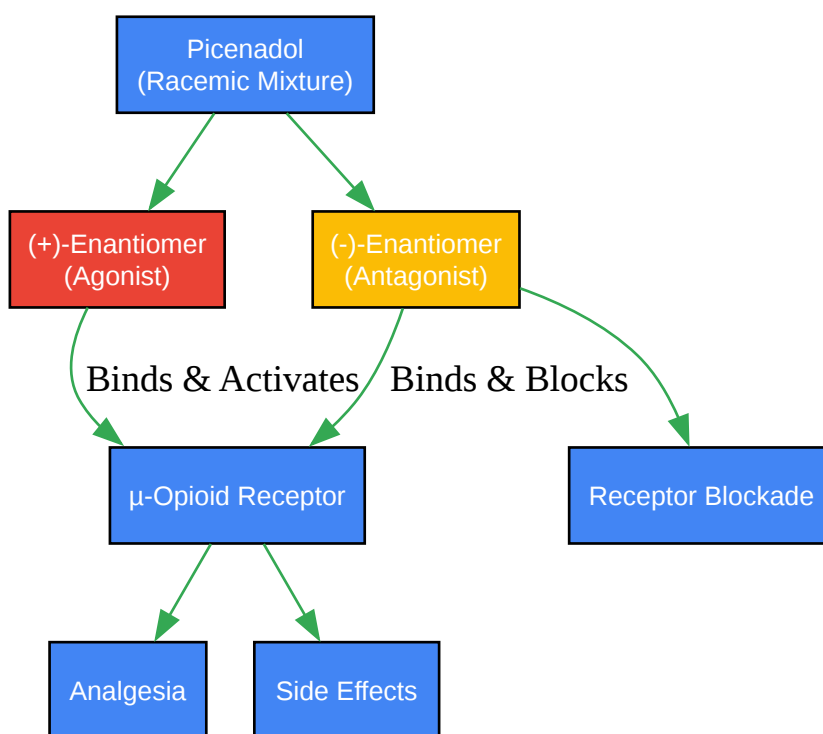 Picenadol
(Racemic Mixture)
(+)-Enantiomer
(Agonist)
(-)-Enantiomer
(Antagonist)
Binds & Activates
Binds & Blocks
µ-Opioid Receptor
Receptor Blockade
Analgesia
Side Effects